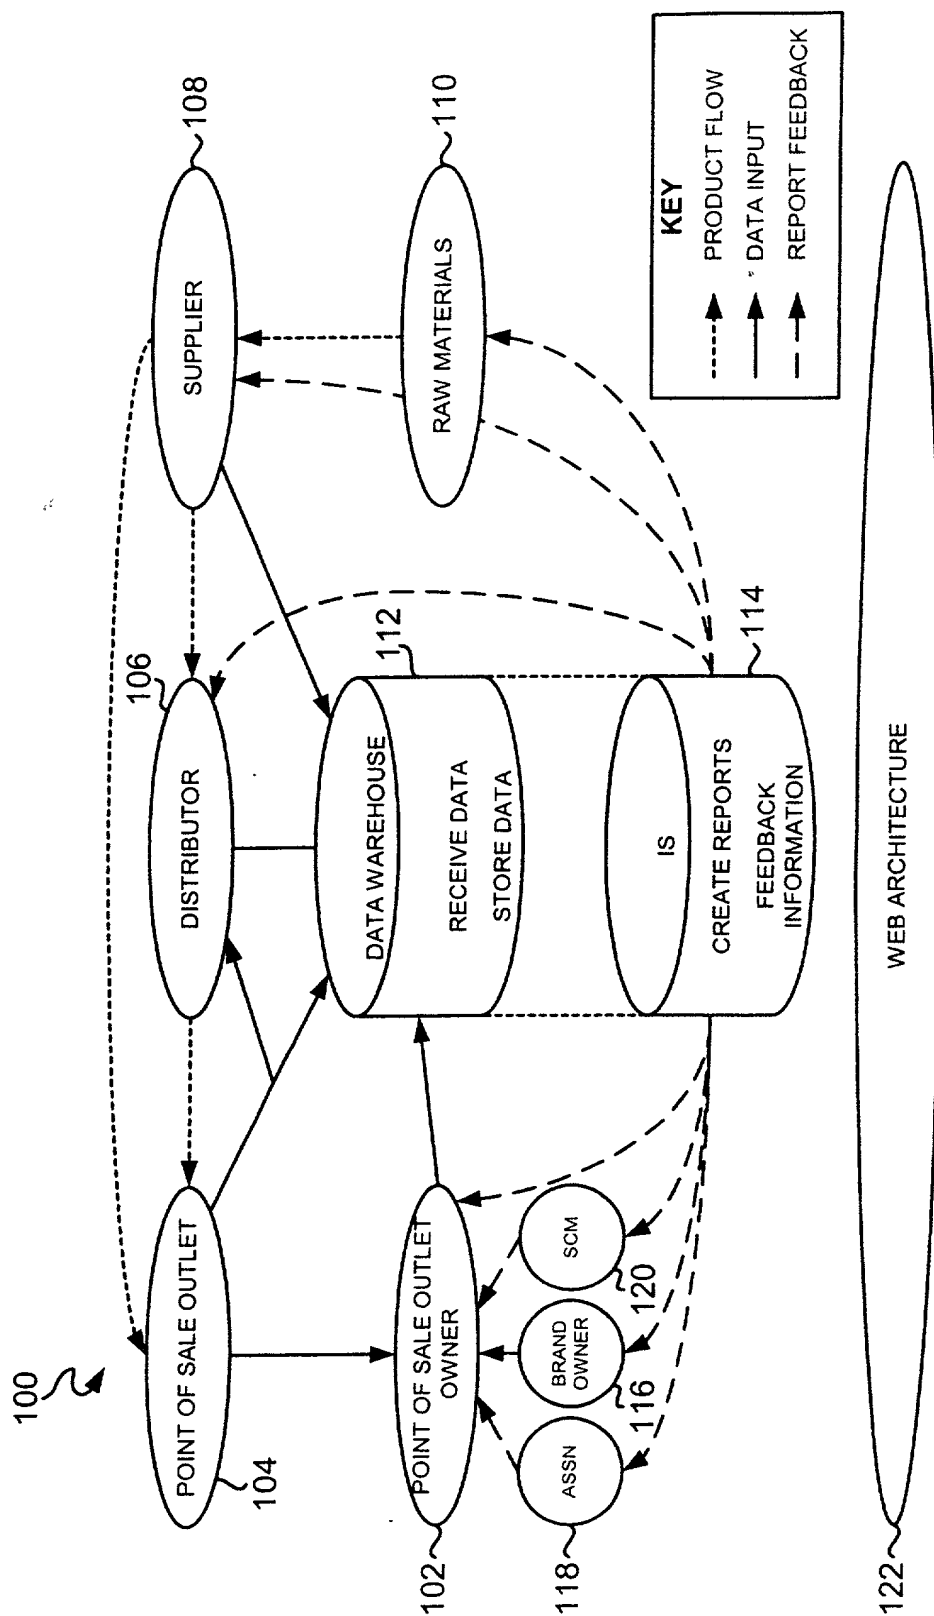 100
POINT OF SALE OUTLET
104
DISTRIBUTOR
106
SUPPLIER
108
POINT OF SALE OUTLET
OWNER
102
DATA WAREHOUSE
RECEIVE DATA
STORE DATA
112
RAW MATERIALS
110
ASSN
118
BRAND
OWNER
116
SCM
120
IS
CREATE REPORTS
FEEDBACK
INFORMATION
114
KEY
PRODUCT FLOW
DATA INPUT
REPORT FEEDBACK
WEB ARCHITECTURE
122